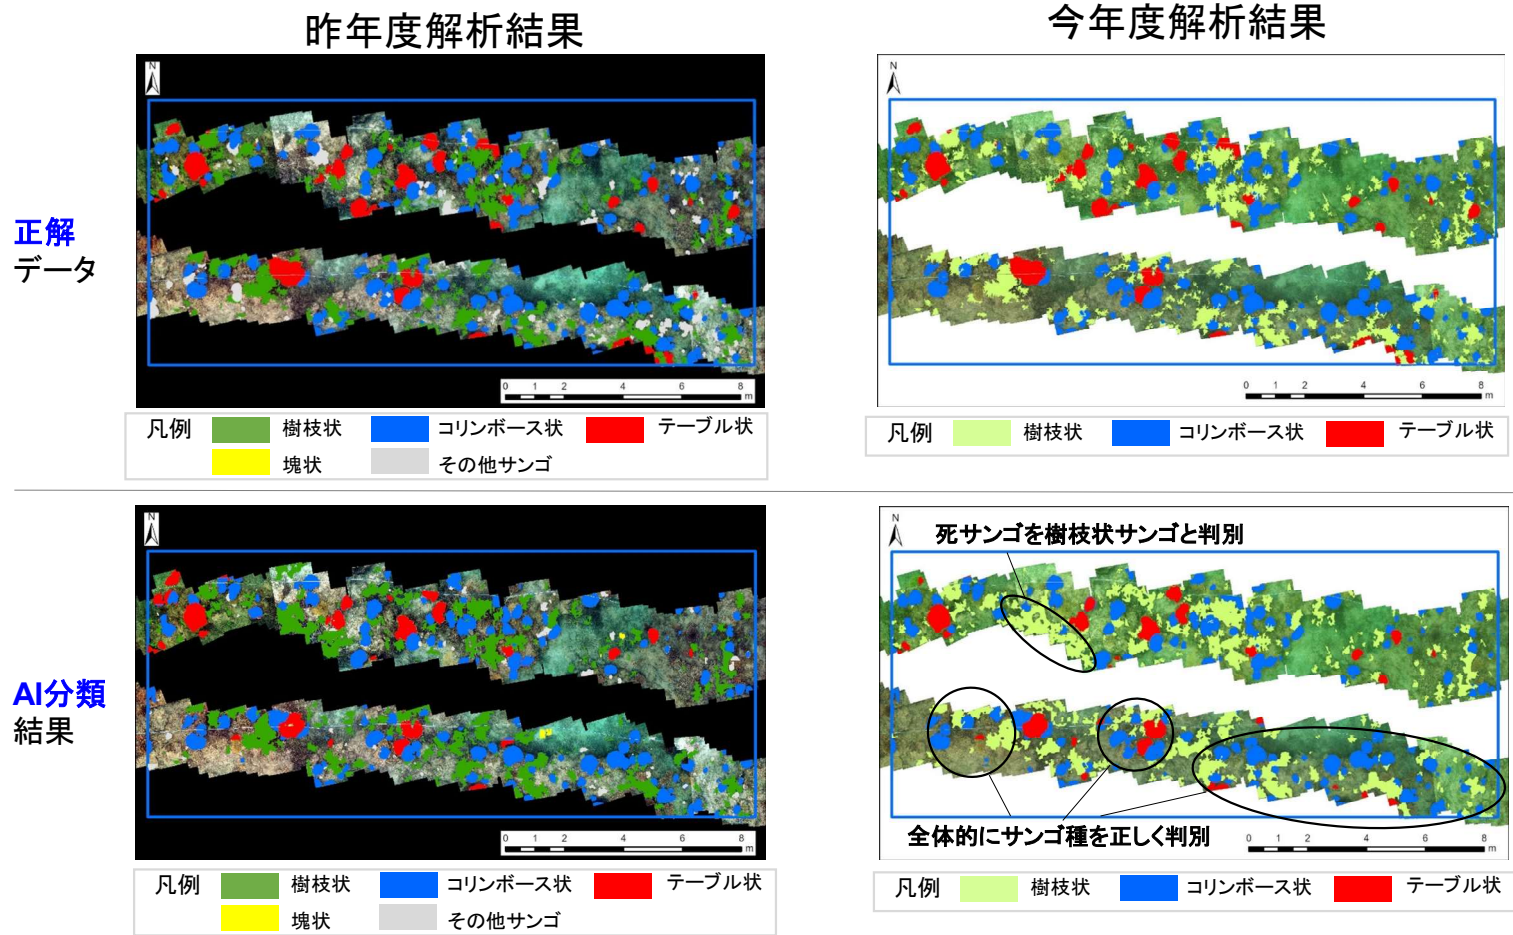 昨年度解析結果
今年度解析結果
正解
データ
N
0 1 2 4 6 8
m
N
0 1 2 4 6 8
m
凡例 樹枝状 コリンボース状 テーブル状
塊状 その他サンゴ
凡例 樹枝状 コリンボース状 テーブル状
AI分類
結果
N
0 1 2 4 6 8
m
N
死サンゴを樹枝状サンゴと判別
全体的にサンゴ種を正しく判別
0 1 2 4 6 8
m
凡例 樹枝状 コリンボース状 テーブル状
塊状 その他サンゴ
凡例 樹枝状 コリンボース状 テーブル状